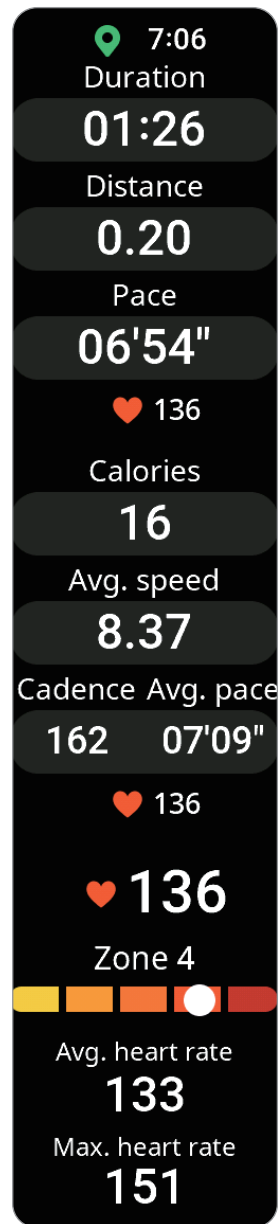 7:06
Duration
01:26
Distance
0.20
Pace
06'54"
136
Calories
16
Avg. speed
8.37
Cadence Avg. pace
162 07'09"
136
136
Zone 4
Avg. heart rate
133
Max. heart rate
151